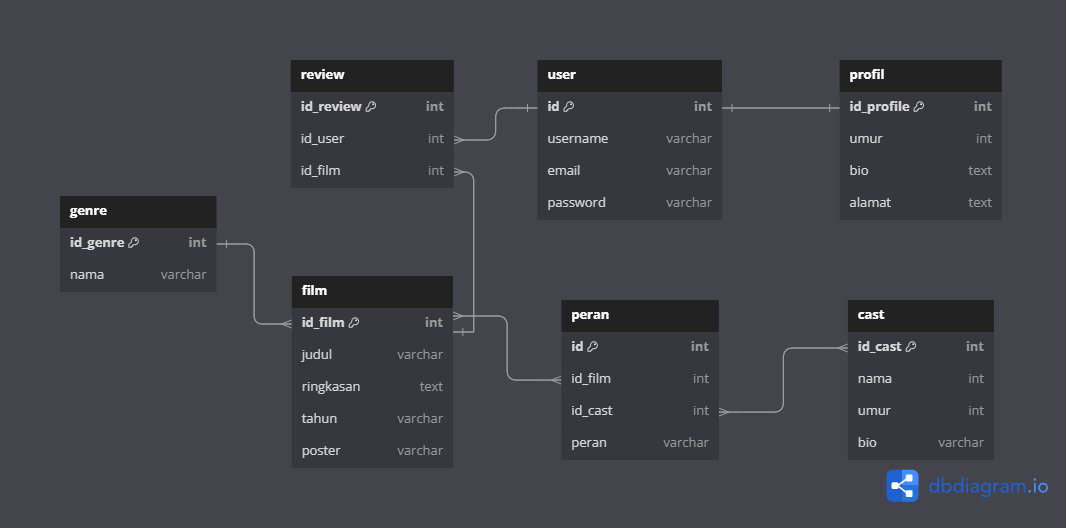 review
id_review int
id_user int
id_film int
user
id int
username varchar
email varchar
password varchar
profil
id_profile int
umur int
bio text
alamat text
genre
id_genre int
nama varchar
film
id_film int
judul varchar
ringkasan text
tahun varchar
poster varchar
peran
id int
id_film int
id_cast int
peran varchar
cast
id_cast int
nama int
umur int
bio varchar
dbdiagram.io